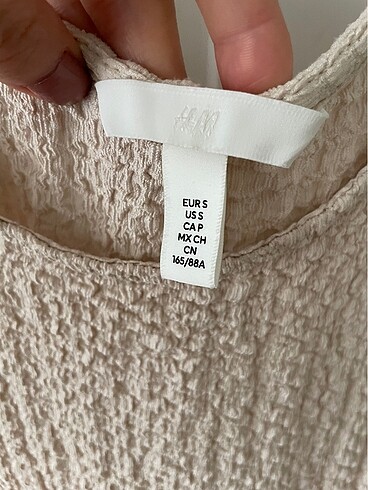 H&M
EUR S
US S
CA P
MX CH
CN
165/88A